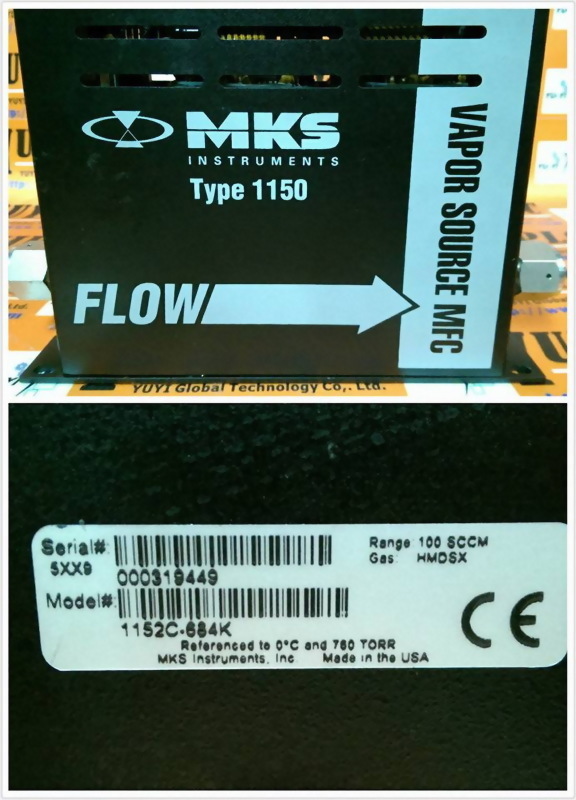 MKS
INSTRUMENTS
Type 1150
VAPOR SOURCE MFC
FLOW
YUYI Global Technology Co,. Ltd.
Serial#:
5XX9
000319449
Range: 100 SCCM
Gas: HMDSX
Model#:
1152C-684K
CE
Referenced to 0°C and 760 TORR
MKS Instruments, Inc Made in the USA